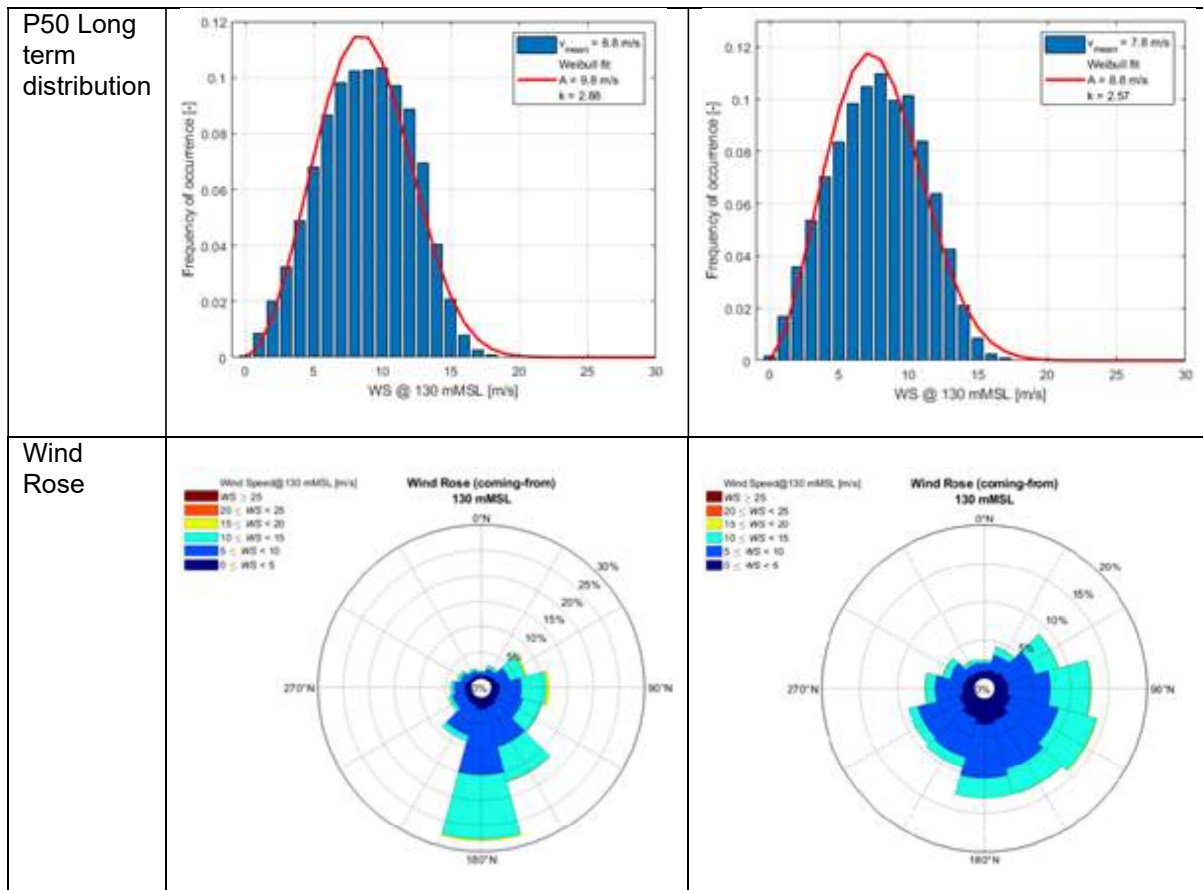 P50 Long
term
distribution
0.12
0.1
0.08
0.06
0.04
0.02
0
Frequency of occurrence [-]
0 5 10 15 20 25 30
WS @ 130 mMSL [m/s]
v_mean = 8.8 m/s
Weibull fit
A = 9.8 m/s
k = 2.88
0.12
0.1
0.08
0.06
0.04
0.02
0
Frequency of occurrence [-]
0 5 10 15 20 25 30
WS @ 130 mMSL [m/s]
v_mean = 7.8 m/s
Weibull fit
A = 8.8 m/s
k = 2.57
Wind
Rose
Wind Speed@130 mMSL [m/s]
WS ≥ 25
20 ≤ WS < 25
15 ≤ WS < 20
10 ≤ WS < 15
5 ≤ WS < 10
0 ≤ WS < 5
Wind Rose (coming-from)
130 mMSL
0°N
30%
25%
20%
15%
10%
5%
0%
270°N
90°N
180°N
Wind Speed@130 mMSL [m/s]
WS ≥ 25
20 ≤ WS < 25
15 ≤ WS < 20
10 ≤ WS < 15
5 ≤ WS < 10
0 ≤ WS < 5
Wind Rose (coming-from)
130 mMSL
0°N
20%
15%
10%
5%
0%
270°N
90°N
180°N